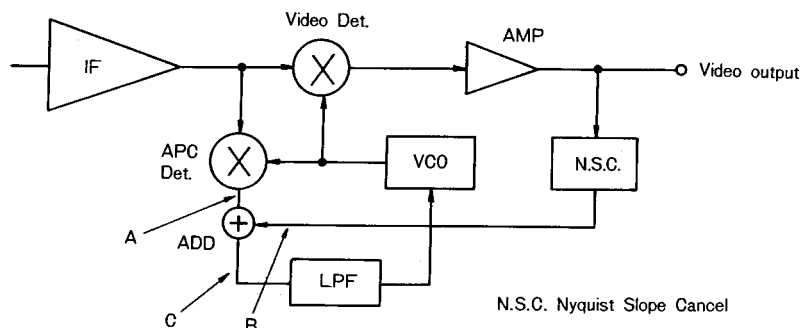 Video Det.
AMP
IF
Video output
APC
Det.
VCO
N.S.C.
A
ADD
LPF
C
B
N.S.C. Nyquist Slope Cancel